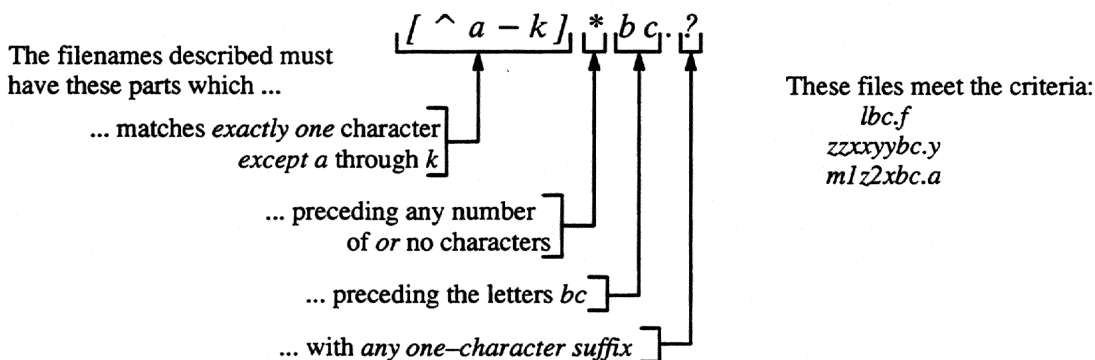 [ ^ a – k ] * b c . ?
The filenames described must
have these parts which ...
... matches exactly one character
except a through k
... preceding any number
of or no characters
... preceding the letters bc
... with any one–character suffix
These files meet the criteria:
lbc.f
zzxxyybc.y
m1z2xbc.a